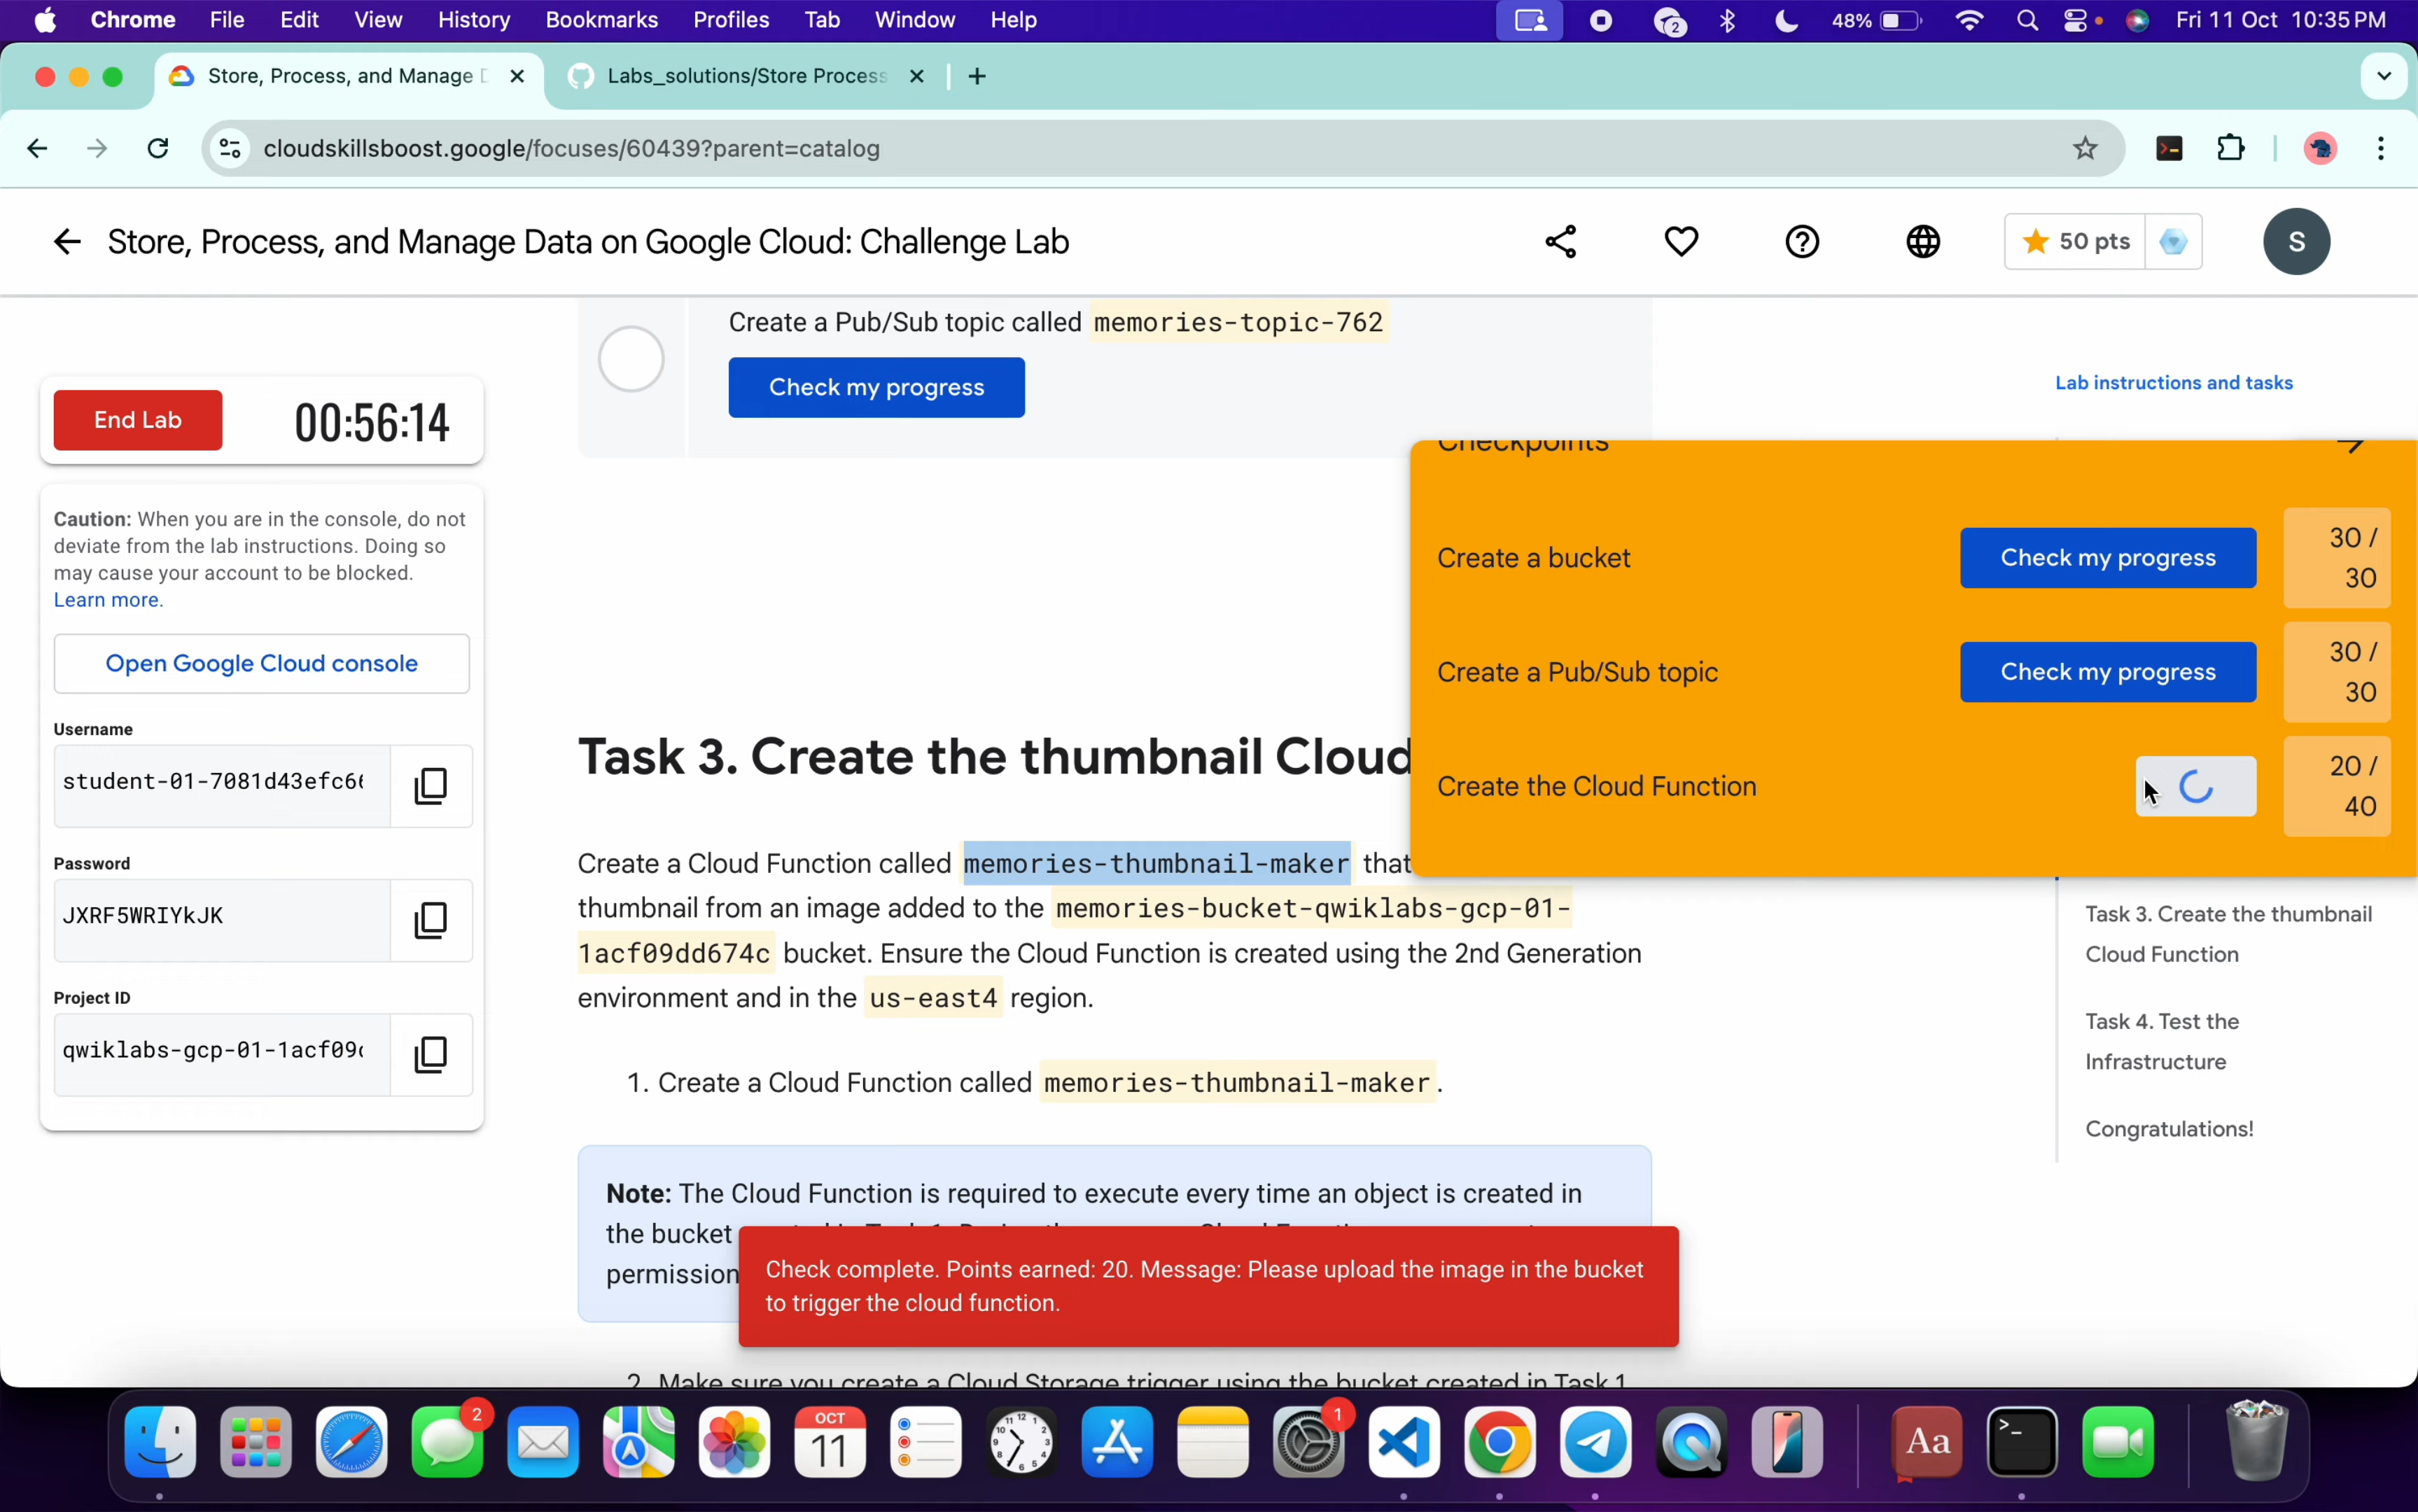 Chrome File Edit View History Bookmarks Profiles Tab Window Help 2 48% Fri 11 Oct 10:35 PM
Store, Process, and Manage Labs_solutions/Store Process
cloudskillsboost.google/focuses/60439?parent=catalog
Store, Process, and Manage Data on Google Cloud: Challenge Lab 50 pts S
Create a Pub/Sub topic called memories-topic-762
Check my progress
Lab instructions and tasks
End Lab 00:56:14
Checkpoints
Caution: When you are in the console, do not
deviate from the lab instructions. Doing so
may cause your account to be blocked.
Learn more.
Open Google Cloud console
Create a bucket Check my progress 30 /
30
Create a Pub/Sub topic Check my progress 30 /
30
Create the Cloud Function 20 /
40
Username
student-01-7081d43efc6
Password
JXRF5WRIYkJK
Project ID
qwiklabs-gcp-01-1acf09
Task 3. Create the thumbnail Cloud
Create a Cloud Function called memories-thumbnail-maker that
thumbnail from an image added to the memories-bucket-qwiklabs-gcp-01-
1acf09dd674c bucket. Ensure the Cloud Function is created using the 2nd Generation
environment and in the us-east4 region.
1. Create a Cloud Function called memories-thumbnail-maker.
Note: The Cloud Function is required to execute every time an object is created in
the bucket
permission
Check complete. Points earned: 20. Message: Please upload the image in the bucket
to trigger the cloud function.
2. Make sure you create a Cloud Storage trigger using the bucket created in Task 1
Task 3. Create the thumbnail
Cloud Function
Task 4. Test the
Infrastructure
Congratulations!
2 OCT 11 1 Aa